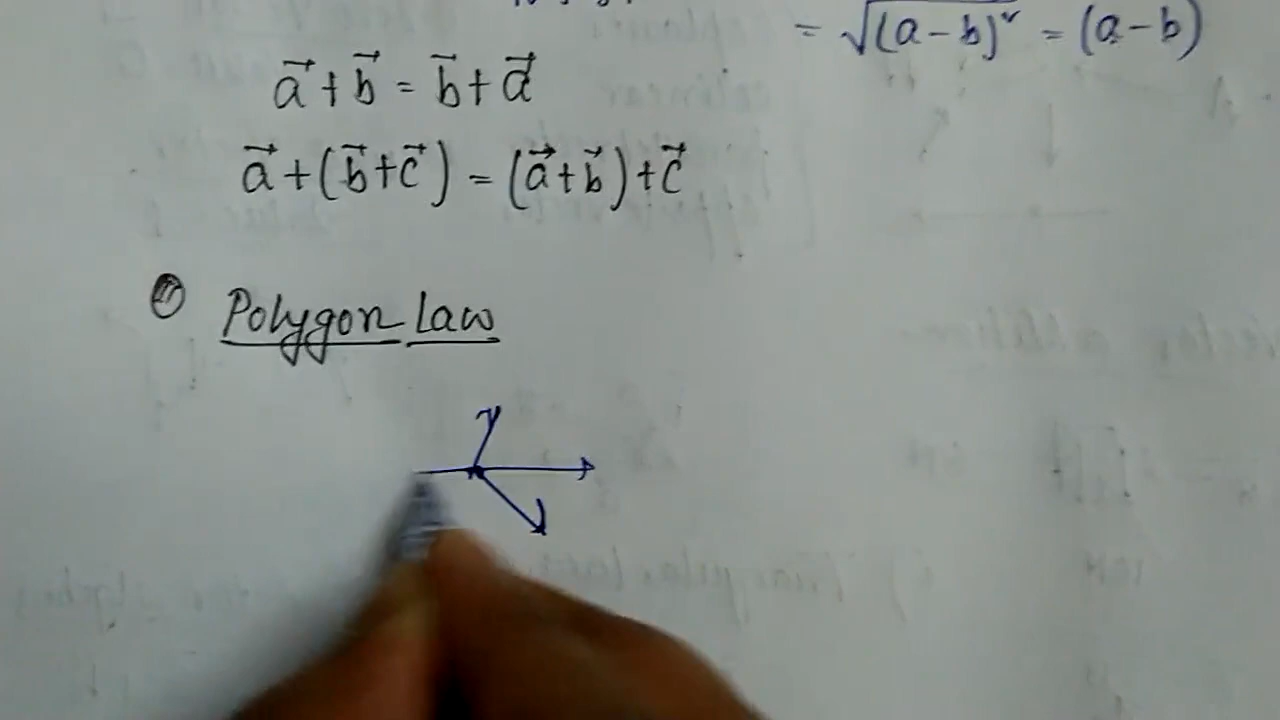 = √(a-b)² = (a-b)
a⃗ + b⃗ = b⃗ + a⃗
a⃗ + (b⃗ + c⃗) = (a⃗ + b⃗) + c⃗
Polygon Law